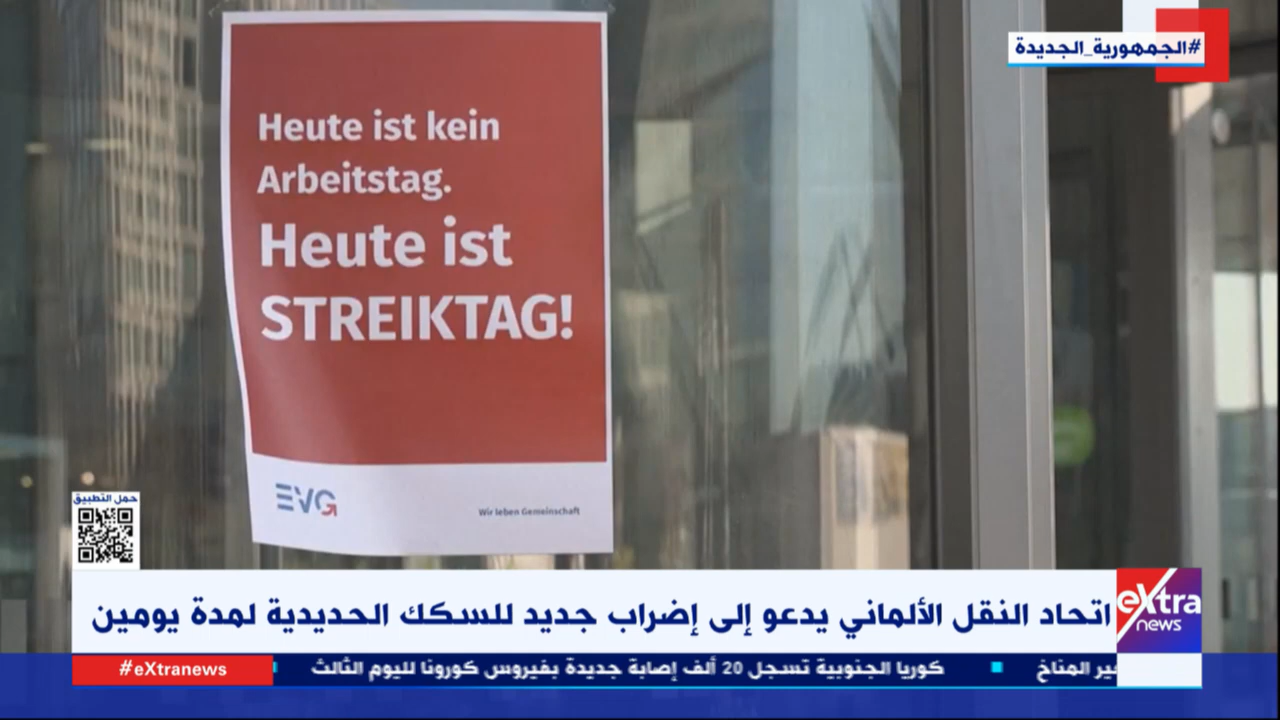 #الجمهورية_الجديدة
Heute ist kein
Arbeitstag.
Heute ist
STREIKTAG!
EVG
Wir leben Gemeinschaft
حمل التطبيق
اتحاد النقل الألماني يدعو إلى إضراب جديد للسكك الحديدية لمدة يومين
eXtra
news
المناخ ■ كوريا الجنوبية تسجل 20 ألف إصابة جديدة بفيروس كورونا لليوم الثالث
#eXtranews